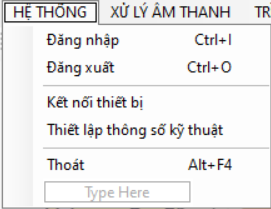 HỆ THỐNG XỬ LÝ ÂM THANH TR
Đăng nhập Ctrl+I
Đăng xuất Ctrl+O
Kết nối thiết bị
Thiết lập thông số kỹ thuật
Thoát Alt+F4
Type Here